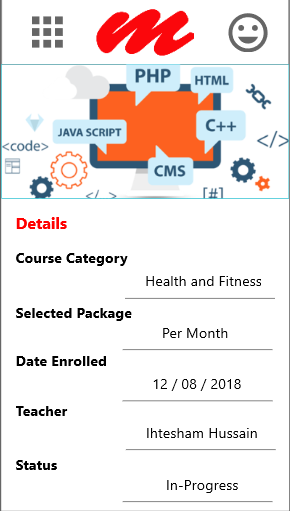 PHP
HTML
C++
JAVA SCRIPT
<code>
</>
CMS
</>
[#]
Details
Course Category
Health and Fitness
Selected Package
Per Month
Date Enrolled
12 / 08 / 2018
Teacher
Ihtesham Hussain
Status
In-Progress